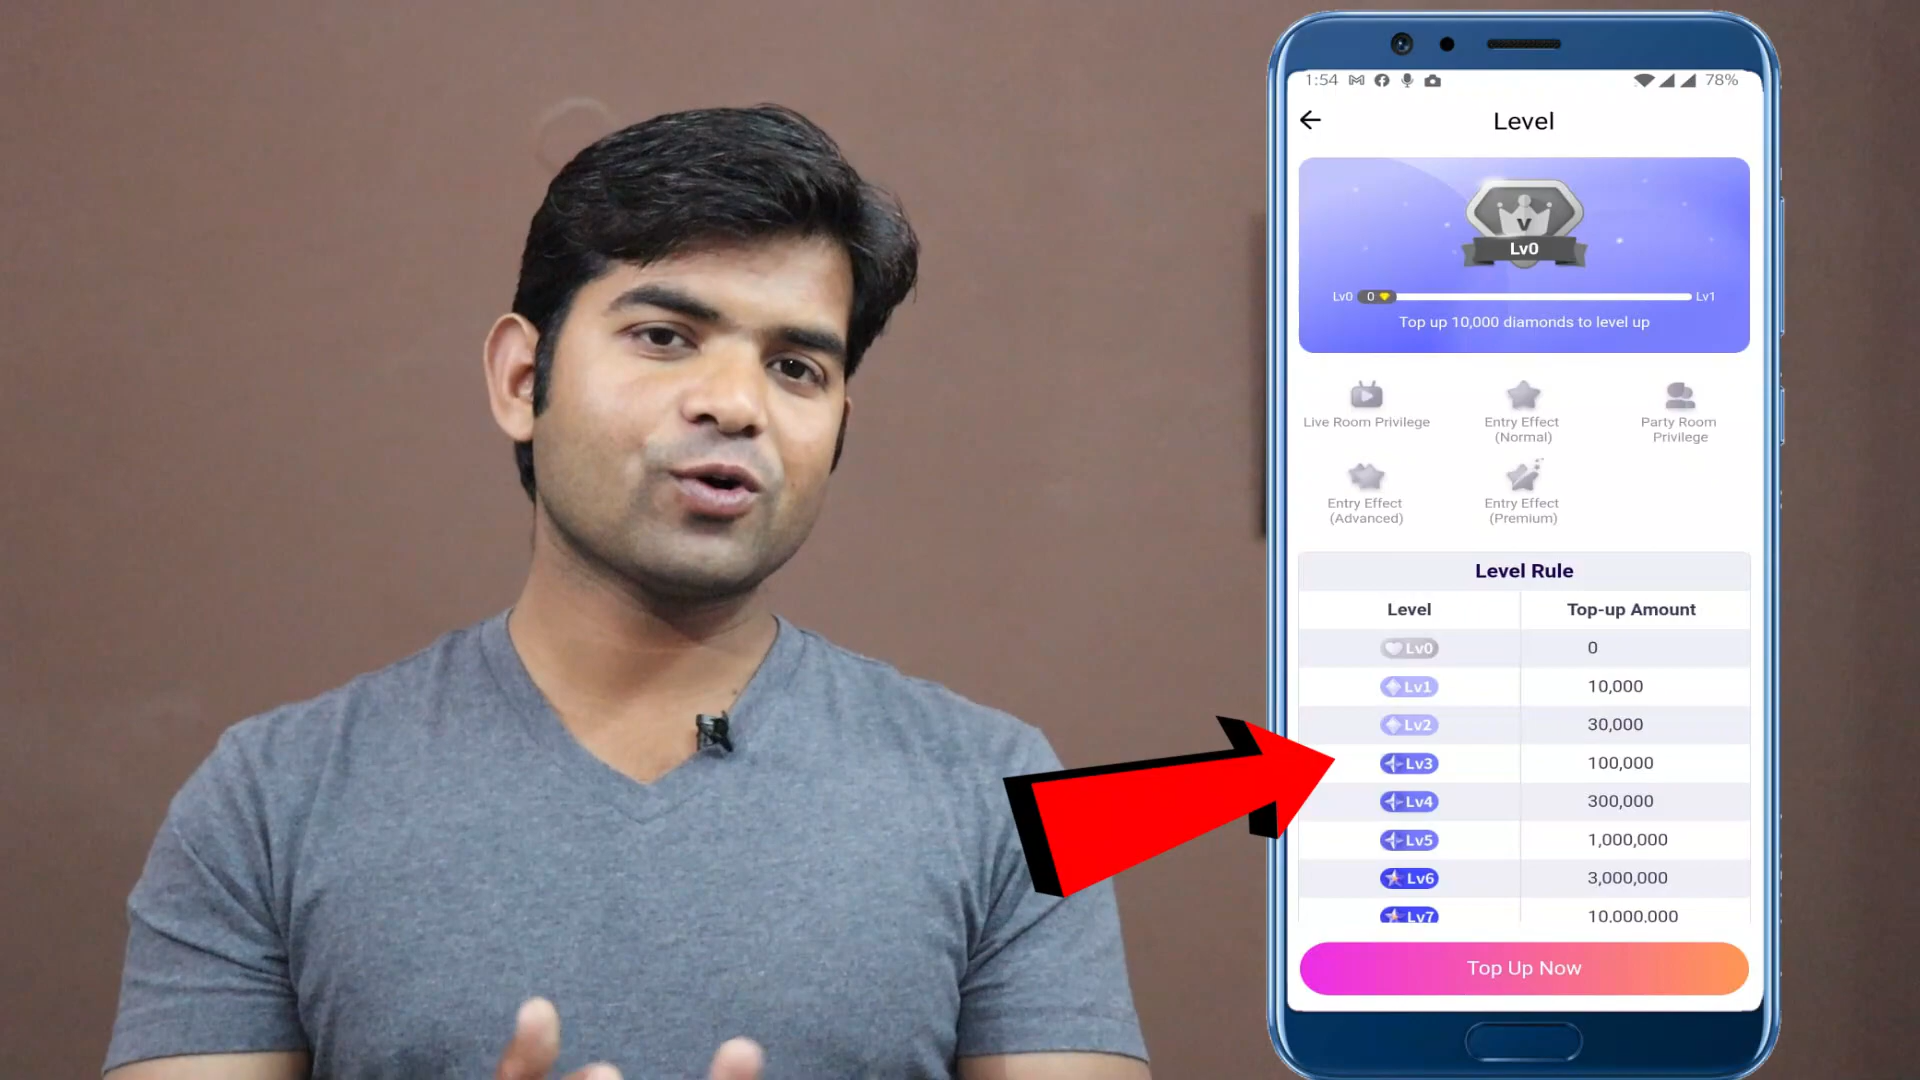 1:54
78%
Level
V
Lv0
Lv0 0 Lv1
Top up 10,000 diamonds to level up
Live Room Privilege
Entry Effect
(Normal)
Party Room
Privilege
Entry Effect
(Advanced)
Entry Effect
(Premium)
Level Rule
Level Top-up Amount
Lv0 0
Lv1 10,000
Lv2 30,000
Lv3 100,000
Lv4 300,000
Lv5 1,000,000
Lv6 3,000,000
Lv7 10,000,000
Top Up Now